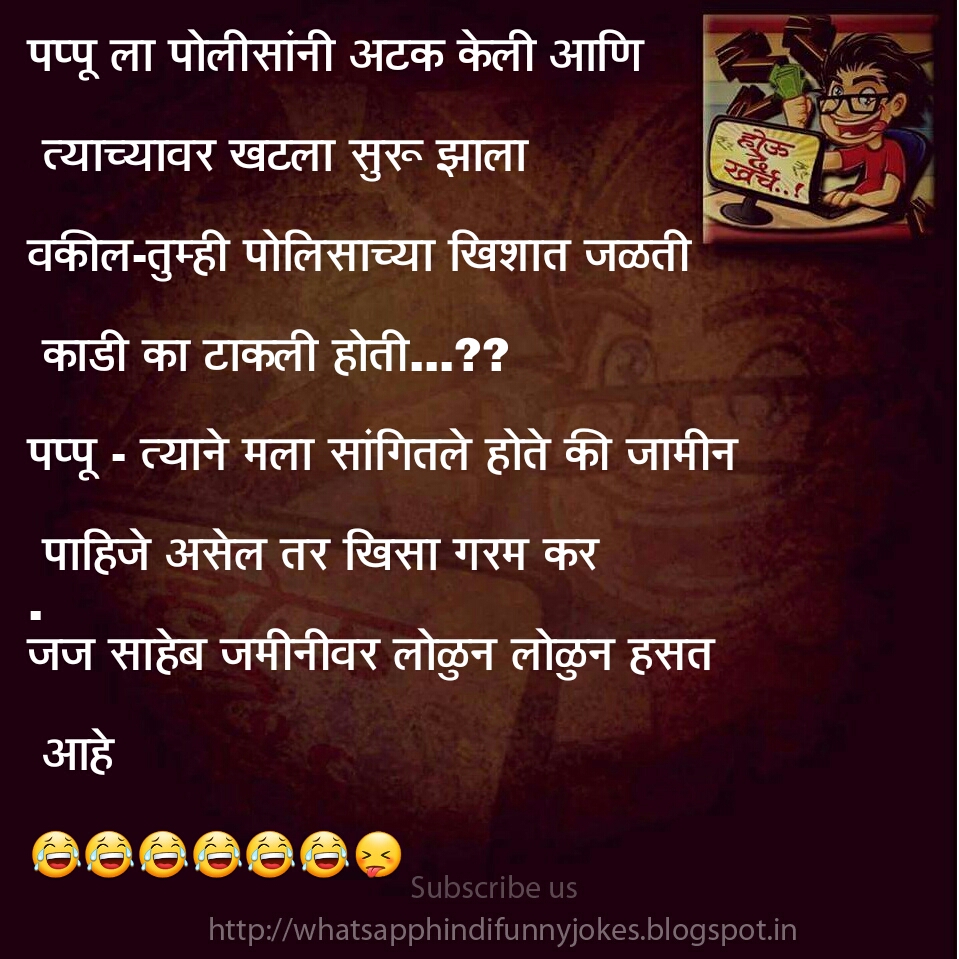 पप्पू ला पोलीसांनी अटक केली आणि
त्याच्यावर खटला सुरू झाला
वकील-तुम्ही पोलिसाच्या खिशात जळती
काडी का टाकली होती...??
पप्पू - त्याने मला सांगितले होते की जामीन
पाहिजे असेल तर खिसा गरम कर
.
जज साहेब जमीनीवर लोळुन लोळुन हसत
आहे
😂😂😂😂😂😂😝
होऊ
दे
खर्च..!
Subscribe us
http://whatsapphindifunnyjokes.blogspot.in